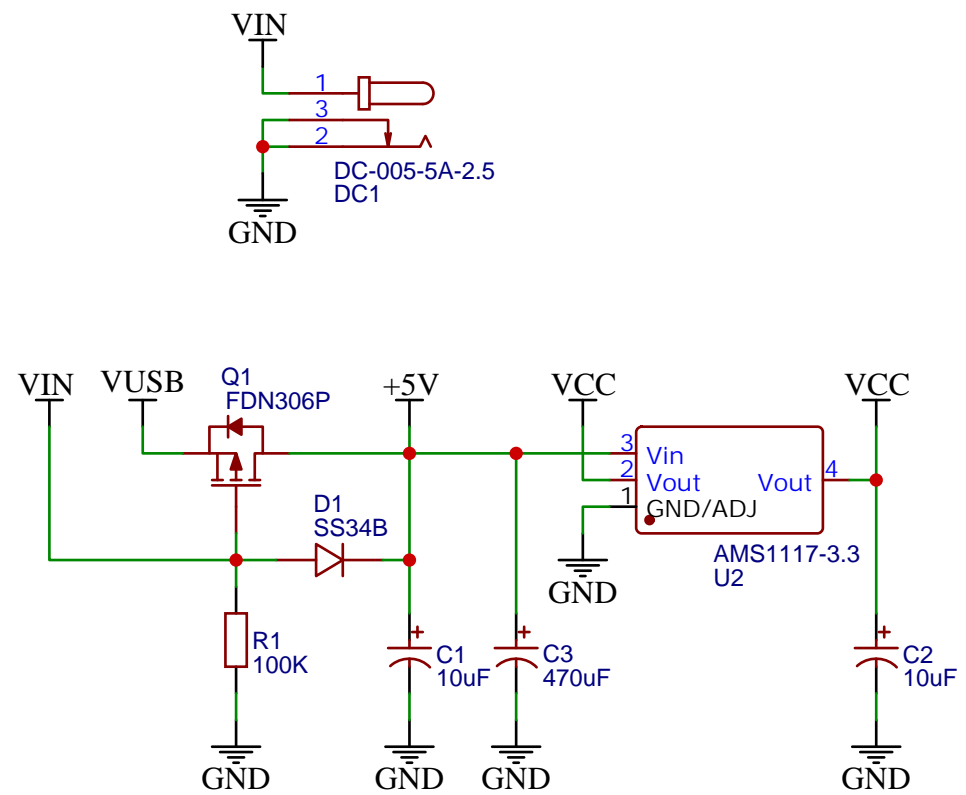 VIN
1
3
2
DC-005-5A-2.5
DC1
GND
VIN
VUSB
Q1
FDN306P
+5V
VCC
VCC
3
Vin
2
Vout
Vout
4
1
GND/ADJ
D1
SS34B
AMS1117-3.3
U2
GND
+
+
+
R1
100K
C1
10uF
C3
470uF
C2
10uF
GND
GND
GND
GND